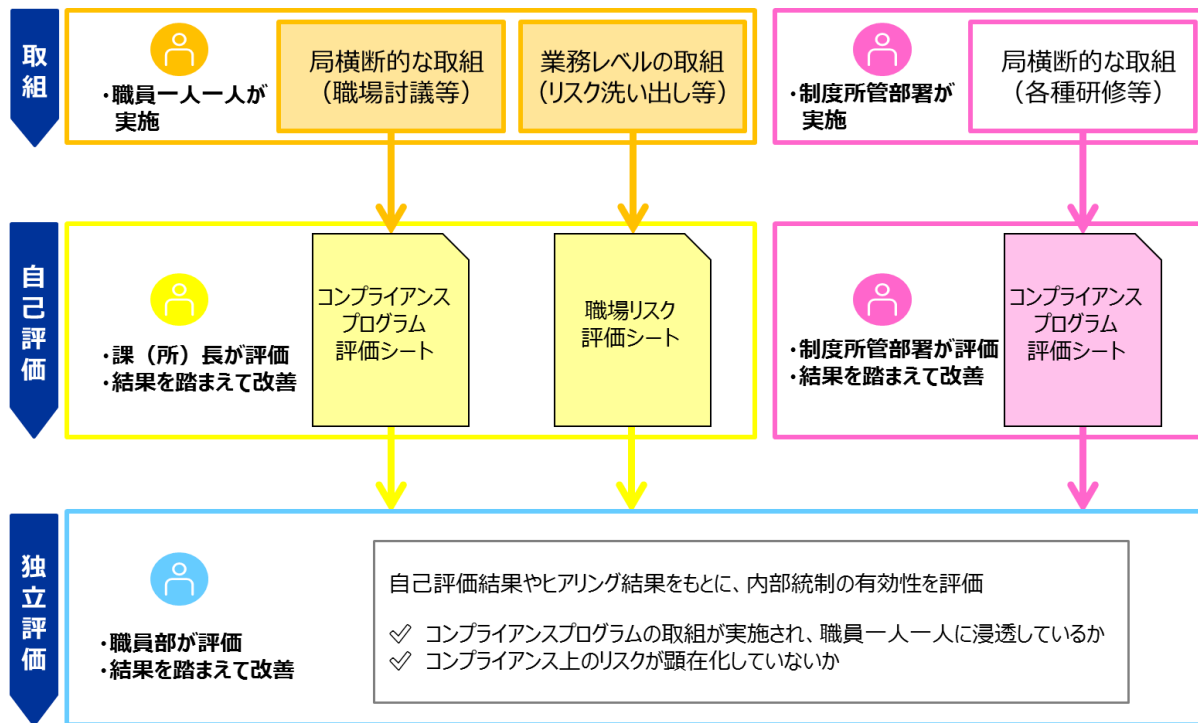 取組
・職員一人一人が
実施
局横断的な取組
（職場討議等）
業務レベルの取組
（リスク洗い出し等）
・制度所管部署が
実施
局横断的な取組
（各種研修等）
自己評価
・課（所）長が評価
・結果を踏まえて改善
コンプライアンス
プログラム
評価シート
職場リスク
評価シート
・制度所管部署が評価
・結果を踏まえて改善
コンプライアンス
プログラム
評価シート
独立評価
・職員部が評価
・結果を踏まえて改善
自己評価結果やヒアリング結果をもとに、内部統制の有効性を評価
✓ コンプライアンスプログラムの取組が実施され、職員一人一人に浸透しているか
✓ コンプライアンス上のリスクが顕在化していないか